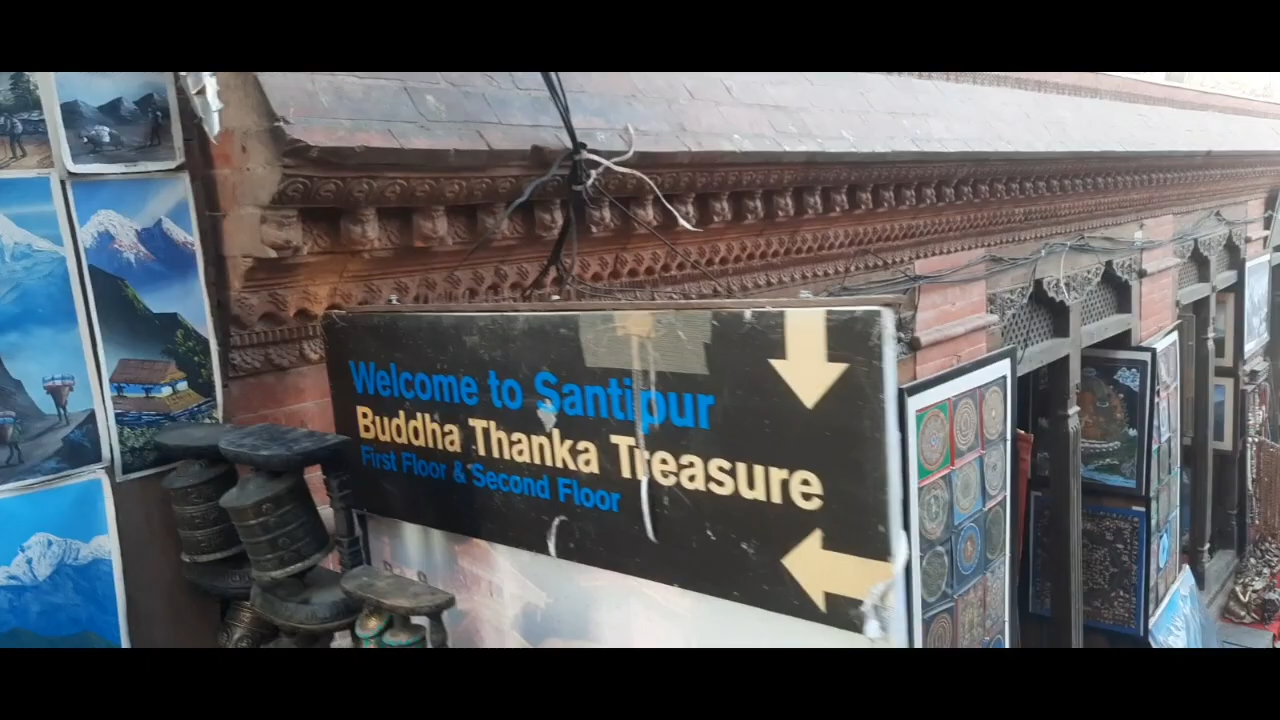 Welcome to Santipur
Buddha Thanka Treasure
First Floor & Second Floor